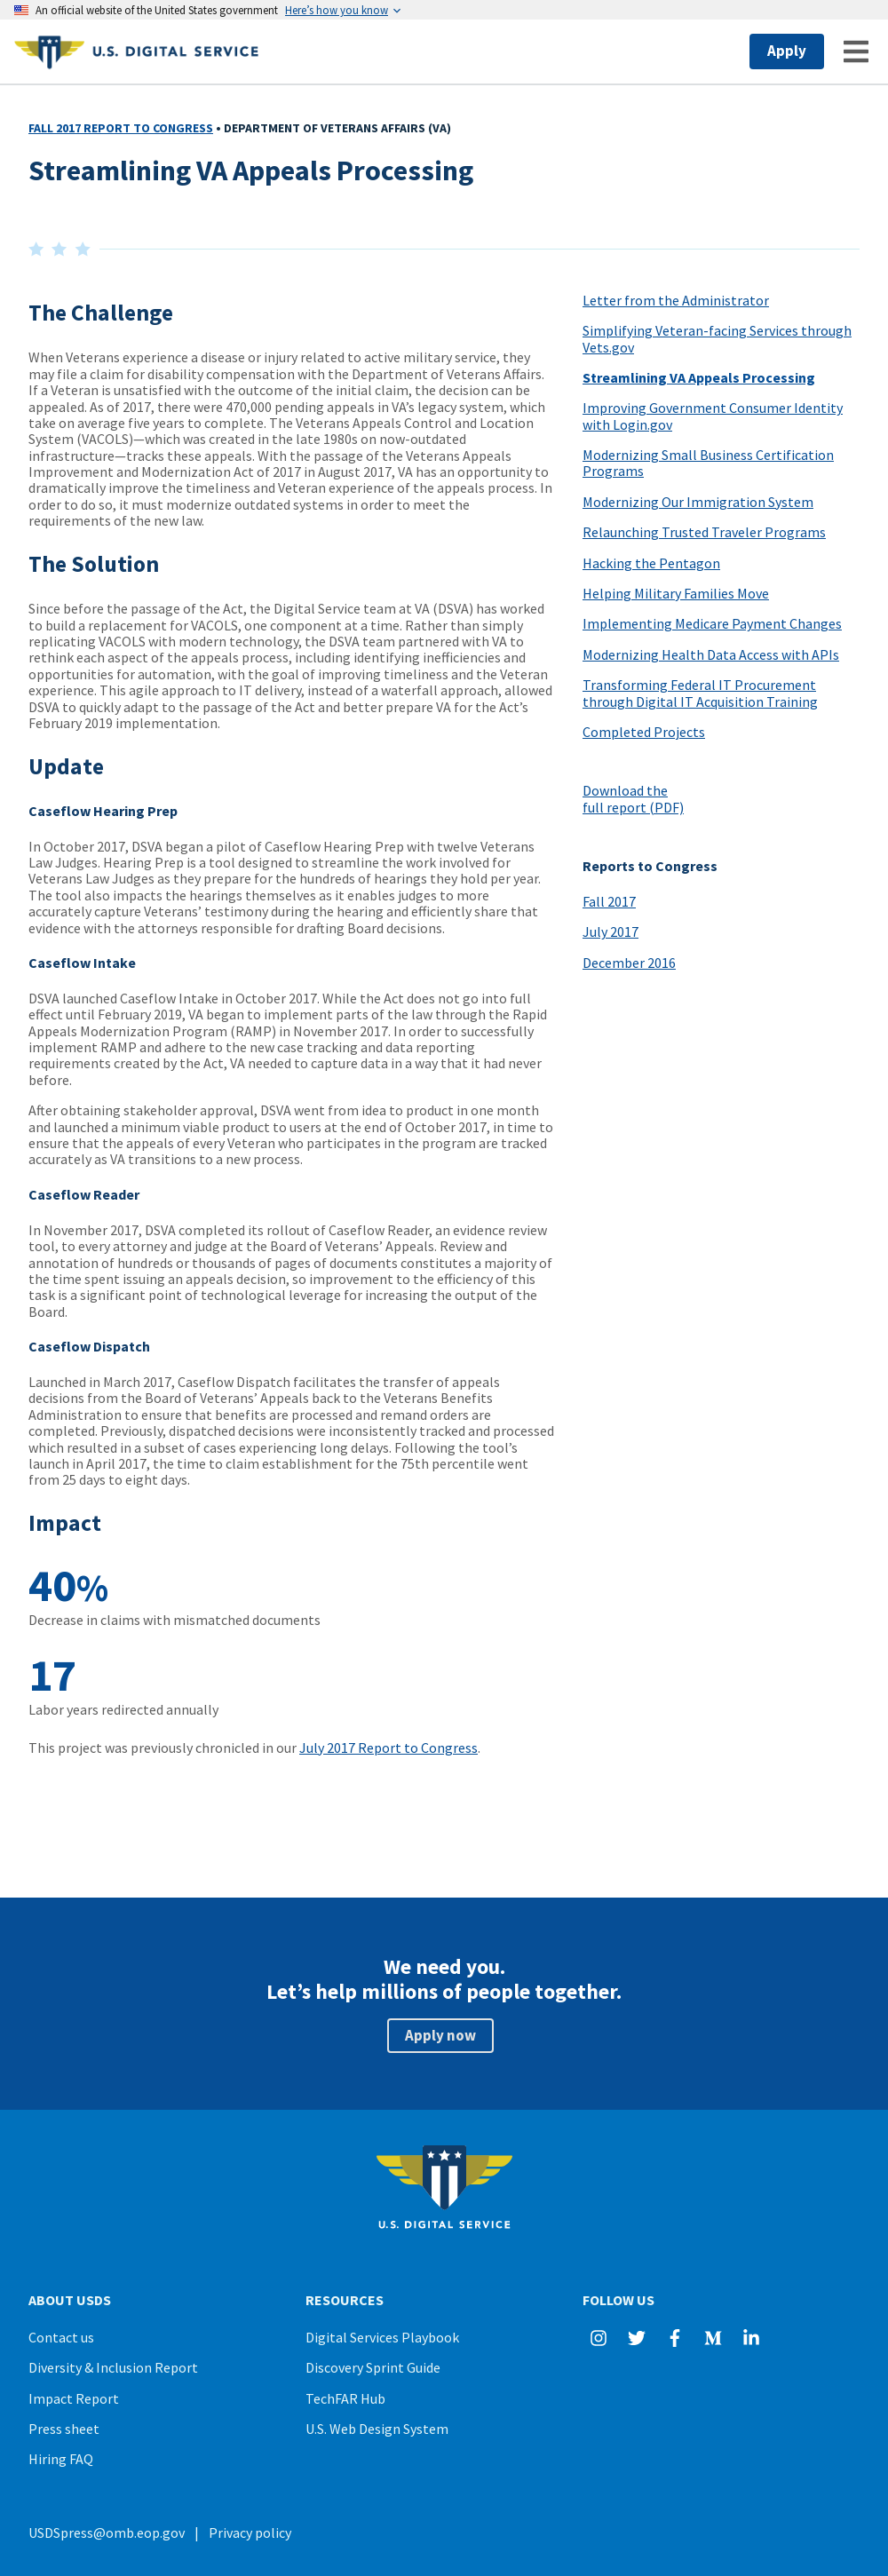 An official website of the United States government Here’s how you know
U.S. DIGITAL SERVICE
Apply
FALL 2017 REPORT TO CONGRESS • DEPARTMENT OF VETERANS AFFAIRS (VA)
Streamlining VA Appeals Processing
The Challenge
When Veterans experience a disease or injury related to active military service, they
may file a claim for disability compensation with the Department of Veterans Affairs.
If a Veteran is unsatisfied with the outcome of the initial claim, the decision can be
appealed. As of 2017, there were 470,000 pending appeals in VA’s legacy system, which
take on average five years to complete. The Veterans Appeals Control and Location
System (VACOLS)—which was created in the late 1980s on now-outdated
infrastructure—tracks these appeals. With the passage of the Veterans Appeals
Improvement and Modernization Act of 2017 in August 2017, VA has an opportunity to
dramatically improve the timeliness and Veteran experience of the appeals process. In
order to do so, it must modernize outdated systems in order to meet the
requirements of the new law.
The Solution
Since before the passage of the Act, the Digital Service team at VA (DSVA) has worked
to build a replacement for VACOLS, one component at a time. Rather than simply
replicating VACOLS with modern technology, the DSVA team partnered with VA to
rethink each aspect of the appeals process, including identifying inefficiencies and
opportunities for automation, with the goal of improving timeliness and the Veteran
experience. This agile approach to IT delivery, instead of a waterfall approach, allowed
DSVA to quickly adapt to the passage of the Act and better prepare VA for the Act’s
February 2019 implementation.
Update
Caseflow Hearing Prep
In October 2017, DSVA began a pilot of Caseflow Hearing Prep with twelve Veterans
Law Judges. Hearing Prep is a tool designed to streamline the work involved for
Veterans Law Judges as they prepare for the hundreds of hearings they hold per year.
The tool also impacts the hearings themselves as it enables judges to more
accurately capture Veterans’ testimony during the hearing and efficiently share that
evidence with the attorneys responsible for drafting Board decisions.
Caseflow Intake
DSVA launched Caseflow Intake in October 2017. While the Act does not go into full
effect until February 2019, VA began to implement parts of the law through the Rapid
Appeals Modernization Program (RAMP) in November 2017. In order to successfully
implement RAMP and adhere to the new case tracking and data reporting
requirements created by the Act, VA needed to capture data in a way that it had never
before.
After obtaining stakeholder approval, DSVA went from idea to product in one month
and launched a minimum viable product to users at the end of October 2017, in time to
ensure that the appeals of every Veteran who participates in the program are tracked
accurately as VA transitions to a new process.
Caseflow Reader
In November 2017, DSVA completed its rollout of Caseflow Reader, an evidence review
tool, to every attorney and judge at the Board of Veterans’ Appeals. Review and
annotation of hundreds or thousands of pages of documents constitutes a majority of
the time spent issuing an appeals decision, so improvement to the efficiency of this
task is a significant point of technological leverage for increasing the output of the
Board.
Caseflow Dispatch
Launched in March 2017, Caseflow Dispatch facilitates the transfer of appeals
decisions from the Board of Veterans’ Appeals back to the Veterans Benefits
Administration to ensure that benefits are processed and remand orders are
completed. Previously, dispatched decisions were inconsistently tracked and processed
which resulted in a subset of cases experiencing long delays. Following the tool’s
launch in April 2017, the time to claim establishment for the 75th percentile went
from 25 days to eight days.
Impact
40%
Decrease in claims with mismatched documents
17
Labor years redirected annually
This project was previously chronicled in our July 2017 Report to Congress.
Letter from the Administrator
Simplifying Veteran-facing Services through
Vets.gov
Streamlining VA Appeals Processing
Improving Government Consumer Identity
with Login.gov
Modernizing Small Business Certification
Programs
Modernizing Our Immigration System
Relaunching Trusted Traveler Programs
Hacking the Pentagon
Helping Military Families Move
Implementing Medicare Payment Changes
Modernizing Health Data Access with APIs
Transforming Federal IT Procurement
through Digital IT Acquisition Training
Completed Projects
Download the
full report (PDF)
Reports to Congress
Fall 2017
July 2017
December 2016
We need you.
Let’s help millions of people together.
Apply now
U.S. DIGITAL SERVICE
ABOUT USDS
Contact us
Diversity & Inclusion Report
Impact Report
Press sheet
Hiring FAQ
RESOURCES
Digital Services Playbook
Discovery Sprint Guide
TechFAR Hub
U.S. Web Design System
FOLLOW US
USDSpress@omb.eop.gov | Privacy policy